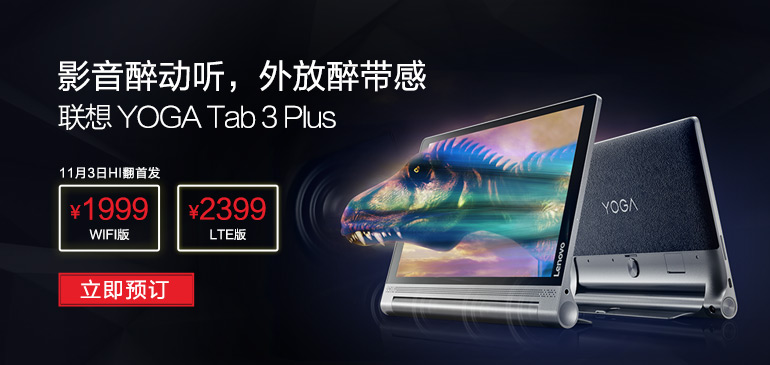 影音醉动听，外放醉带感
联想 YOGA Tab 3 Plus
11月3日HI翻首发
¥1999
WIFI版
¥2399
LTE版
立即预订
Lenovo
YOGA